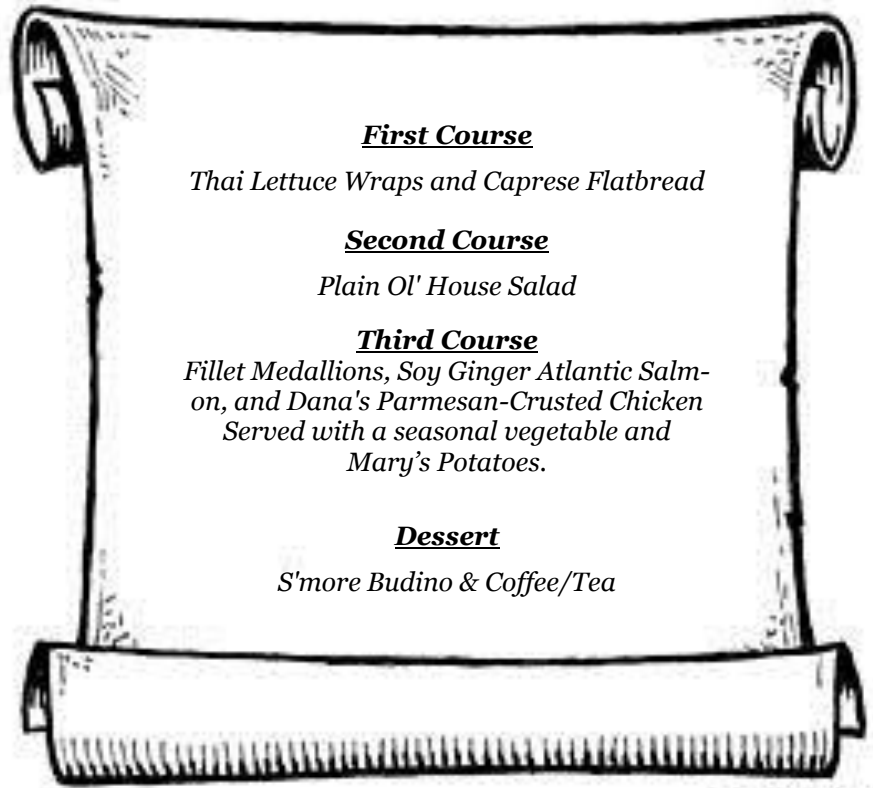 First Course
Thai Lettuce Wraps and Caprese Flatbread
Second Course
Plain Ol' House Salad
Third Course
Fillet Medallions, Soy Ginger Atlantic Salm-
on, and Dana's Parmesan-Crusted Chicken
Served with a seasonal vegetable and
Mary’s Potatoes.
Dessert
S'more Budino & Coffee/Tea